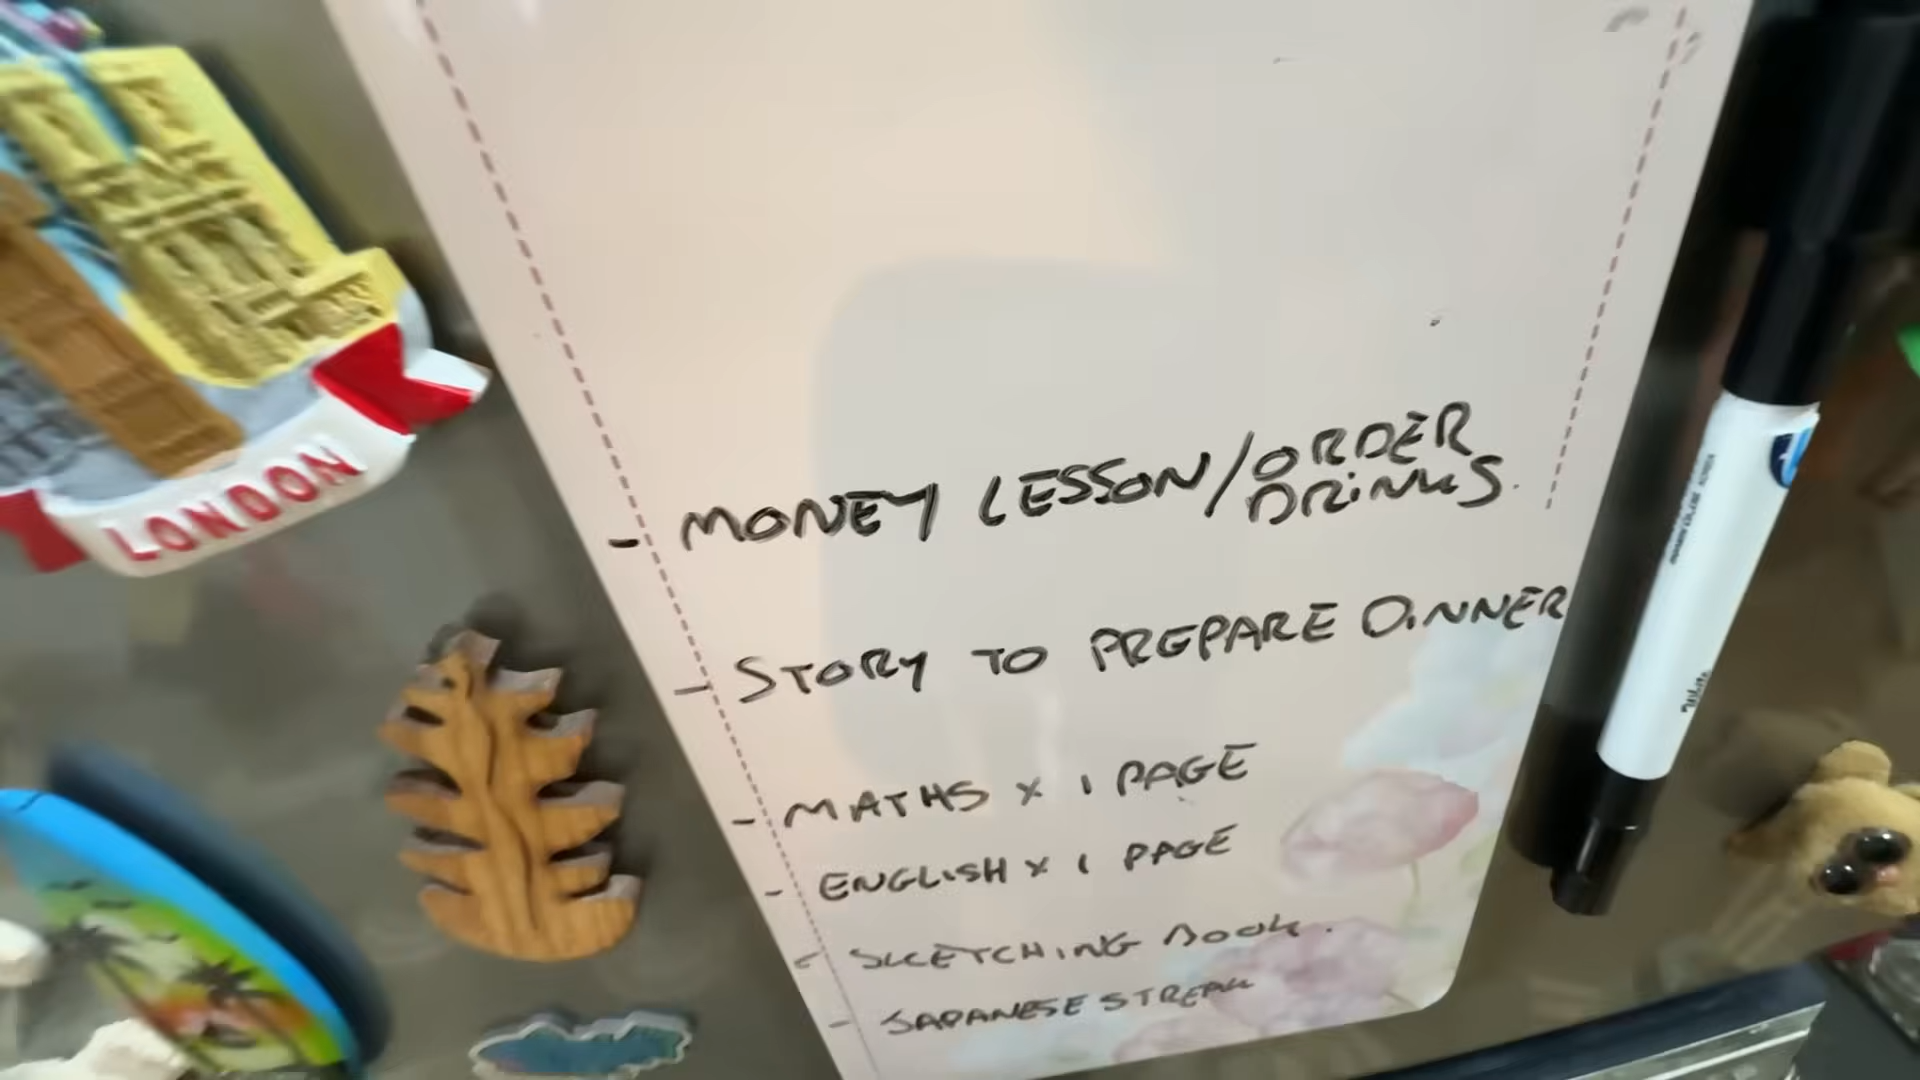 LONDON
- MONEY LESSON/ORDER
DRINKS.
- STORY TO PREPARE DINNER
- MATHS x 1 PAGE
- ENGLISH x 1 PAGE
- SKETCHING BOOK.
- JAPANESE STREAK